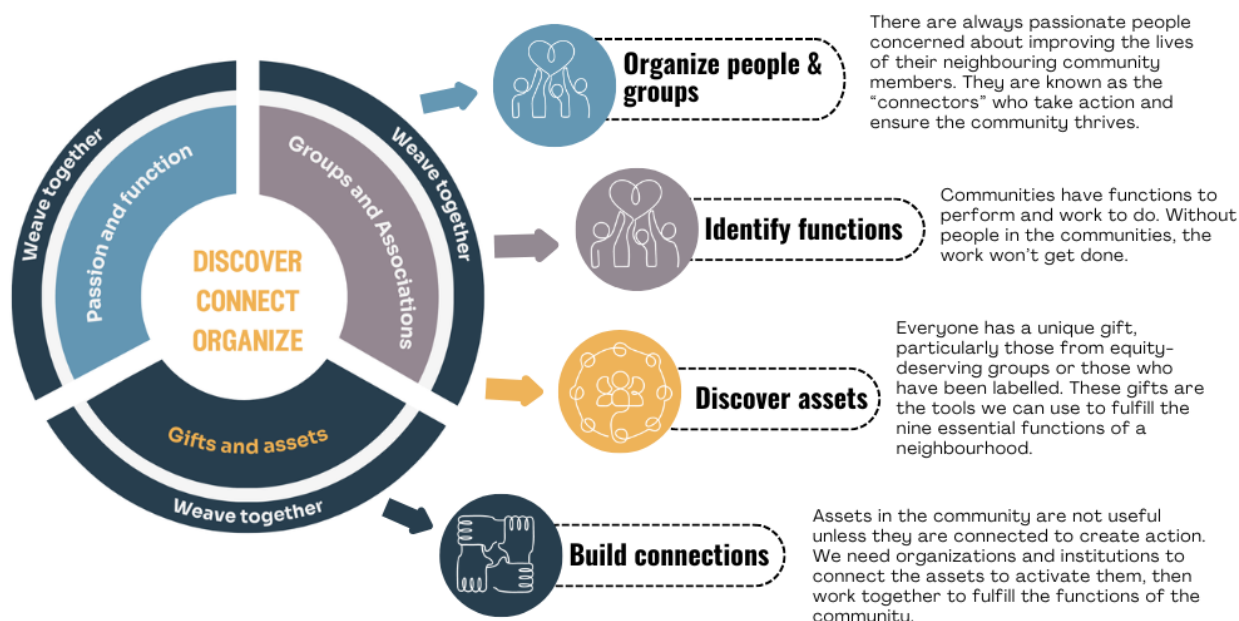 Weave together
Passion and function
Weave together
Groups and Associations
DISCOVER
CONNECT
ORGANIZE
Gifts and assets
Weave together
Organize people &
groups
There are always passionate people
concerned about improving the lives
of their neighbouring community
members. They are known as the
“connectors” who take action and
ensure the community thrives.
Identify functions
Communities have functions to
perform and work to do. Without
people in the communities, the
work won’t get done.
Discover assets
Everyone has a unique gift,
particularly those from equity-
deserving groups or those who
have been labelled. These gifts are
the tools we can use to fulfill the
nine essential functions of a
neighbourhood.
Build connections
Assets in the community are not useful
unless they are connected to create action.
We need organizations and institutions to
connect the assets to activate them, then
work together to fulfill the functions of the
community.